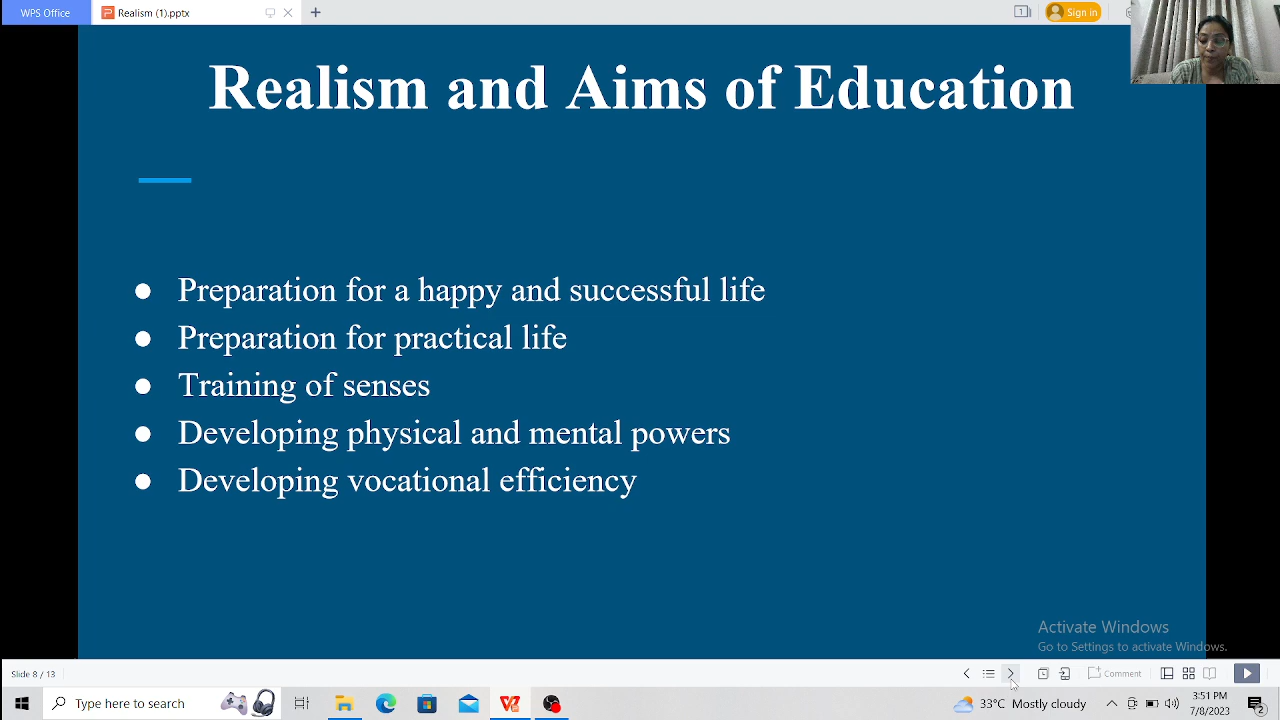 WPS Office
Realism (1).pptx
Sign in
Realism and Aims of Education
● Preparation for a happy and successful life
● Preparation for practical life
● Training of senses
● Developing physical and mental powers
● Developing vocational efficiency
Activate Windows
Go to Settings to activate Windows.
Slide 8 / 13
Comment
Type here to search
33°C Mostly cloudy
3:51 PM
7/8/2023